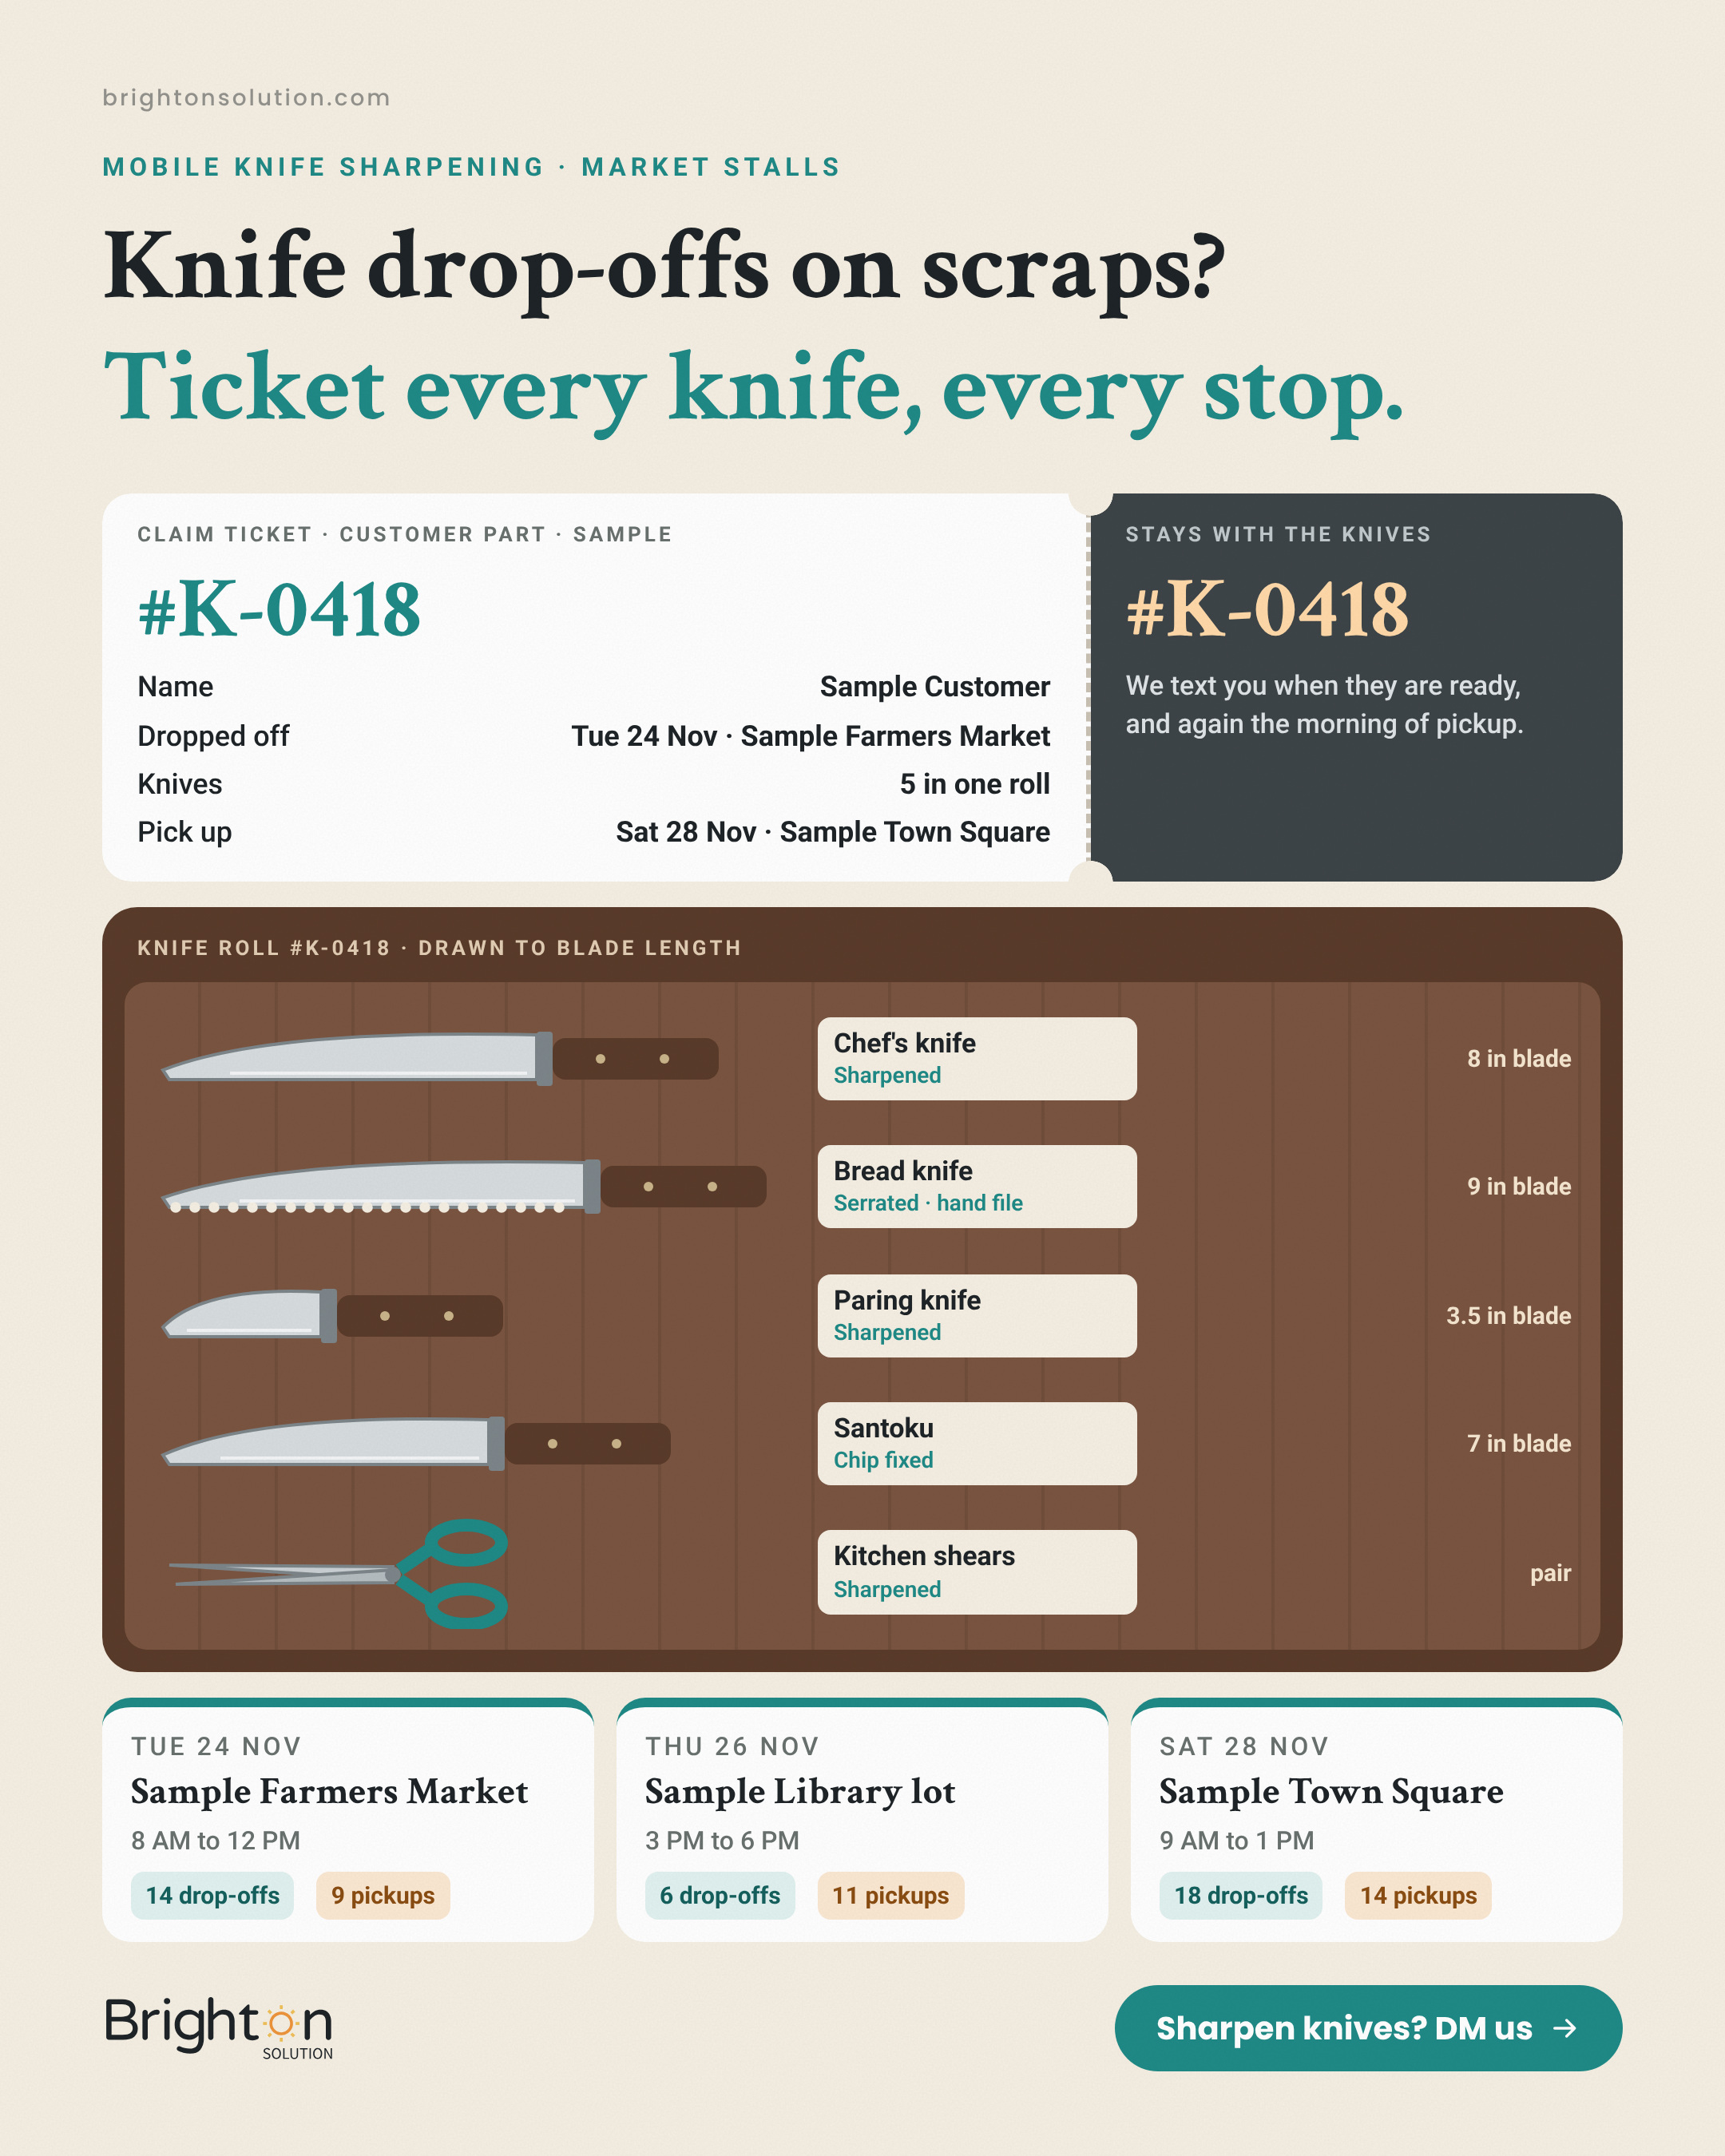 brightonsolution.com
MOBILE KNIFE SHARPENING · MARKET STALLS
Knife drop-offs on scraps?
Ticket every knife, every stop.
CLAIM TICKET · CUSTOMER PART · SAMPLE
#K-0418
Name Sample Customer
Dropped off Tue 24 Nov · Sample Farmers Market
Knives 5 in one roll
Pick up Sat 28 Nov · Sample Town Square
STAYS WITH THE KNIVES
#K-0418
We text you when they are ready,
and again the morning of pickup.
KNIFE ROLL #K-0418 · DRAWN TO BLADE LENGTH
Chef's knife
Sharpened
8 in blade
Bread knife
Serrated · hand file
9 in blade
Paring knife
Sharpened
3.5 in blade
Santoku
Chip fixed
7 in blade
Kitchen shears
Sharpened
pair
TUE 24 NOV
Sample Farmers Market
8 AM to 12 PM
14 drop-offs 9 pickups
THU 26 NOV
Sample Library lot
3 PM to 6 PM
6 drop-offs 11 pickups
SAT 28 NOV
Sample Town Square
9 AM to 1 PM
18 drop-offs 14 pickups
Brighton
SOLUTION
Sharpen knives? DM us →